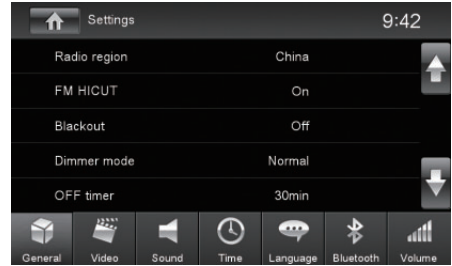 Settings 9:42
Radio region China
FM HICUT On
Blackout Off
Dimmer mode Normal
OFF timer 30min
General Video Sound Time Language Bluetooth Volume